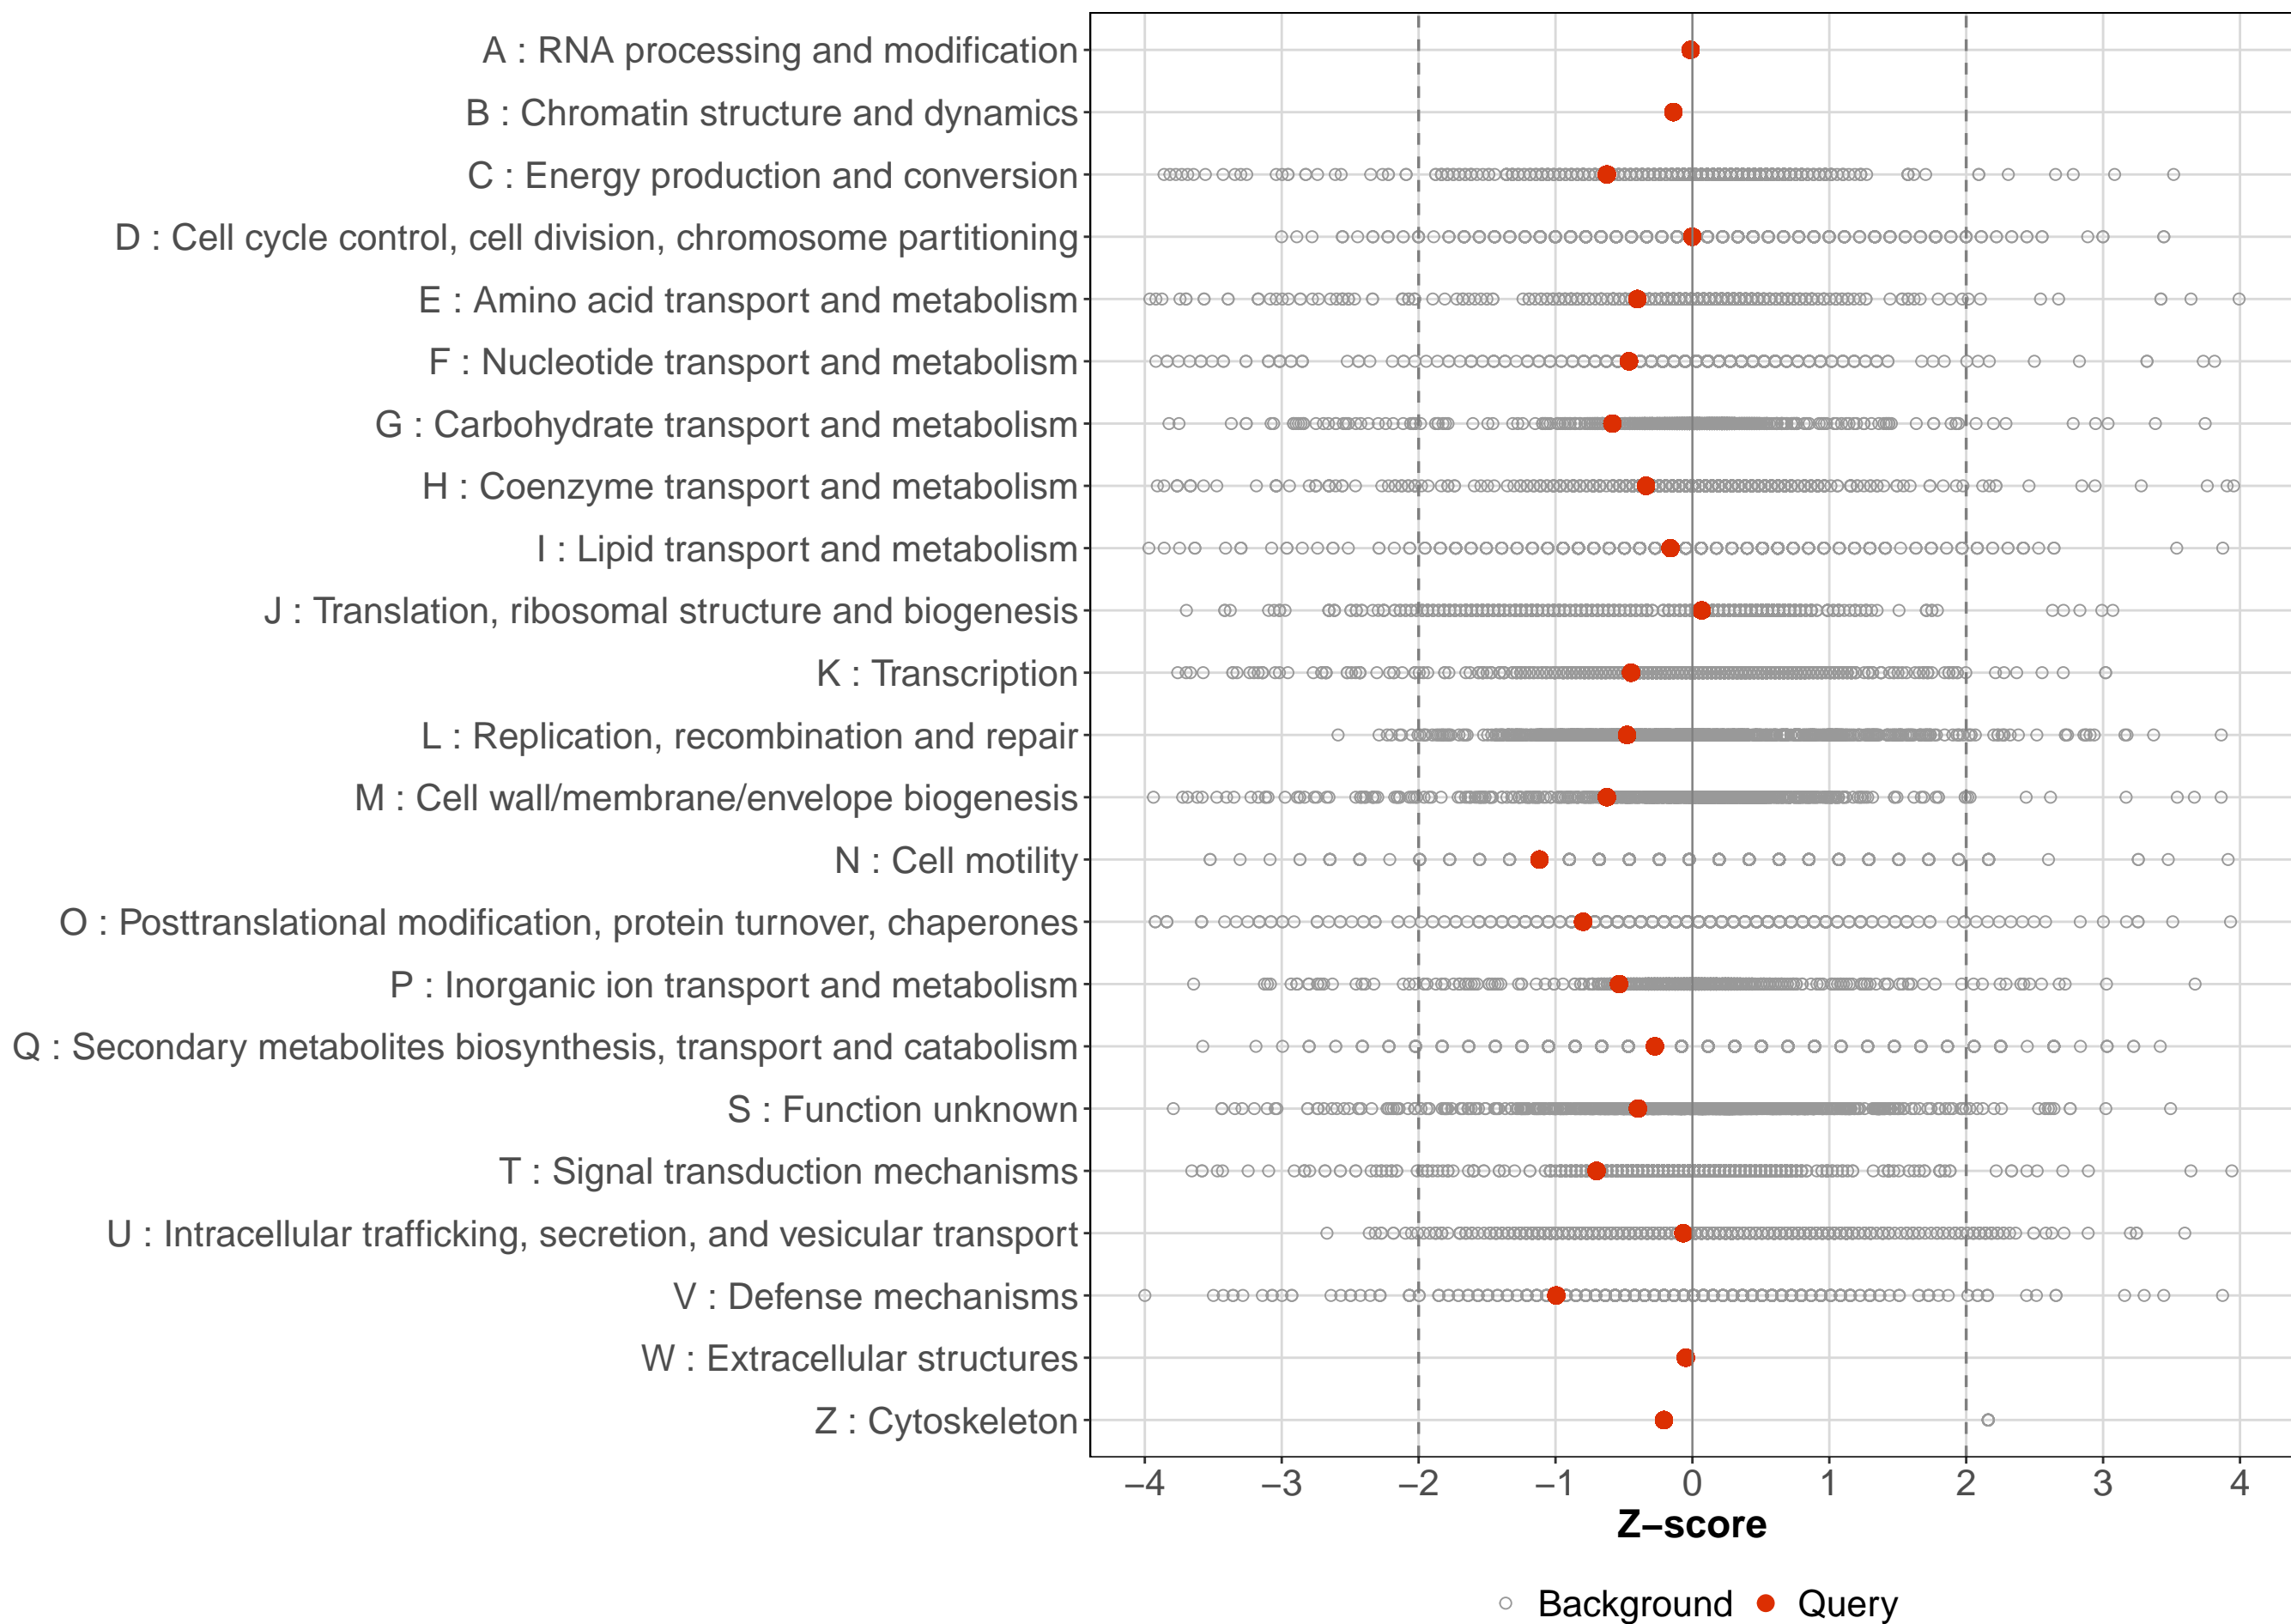 A : RNA processing and modification
B : Chromatin structure and dynamics
C : Energy production and conversion
D : Cell cycle control, cell division, chromosome partitioning
E : Amino acid transport and metabolism
F : Nucleotide transport and metabolism
G : Carbohydrate transport and metabolism
H : Coenzyme transport and metabolism
I : Lipid transport and metabolism
J : Translation, ribosomal structure and biogenesis
K : Transcription
L : Replication, recombination and repair
M : Cell wall/membrane/envelope biogenesis
N : Cell motility
O : Posttranslational modification, protein turnover, chaperones
P : Inorganic ion transport and metabolism
Q : Secondary metabolites biosynthesis, transport and catabolism
S : Function unknown
T : Signal transduction mechanisms
U : Intracellular trafficking, secretion, and vesicular transport
V : Defense mechanisms
W : Extracellular structures
Z : Cytoskeleton
−4 −3 −2 −1 0 1 2 3 4
Z−score
Background Query